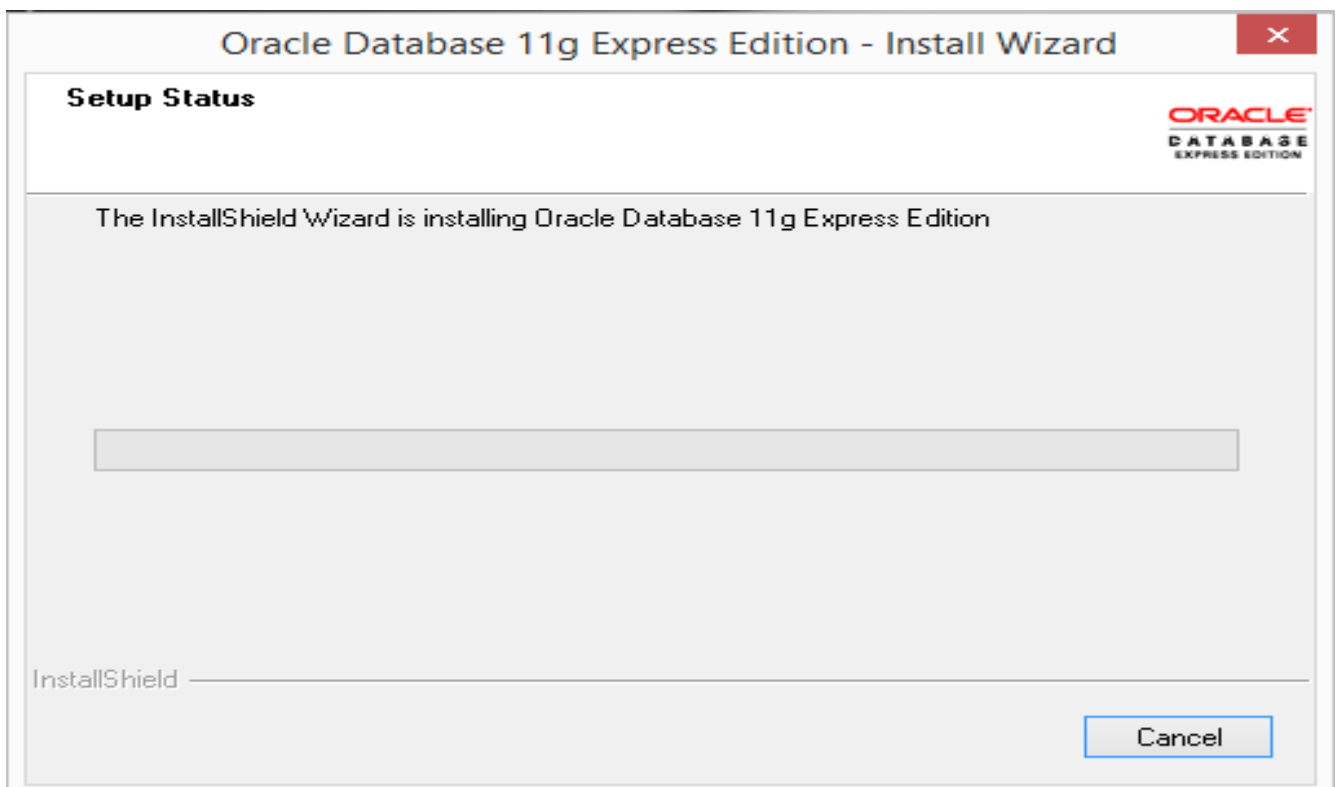 Oracle Database 11g Express Edition - Install Wizard
Setup Status
ORACLE
DATABASE
EXPRESS EDITION
The InstallShield Wizard is installing Oracle Database 11g Express Edition
InstallShield
Cancel